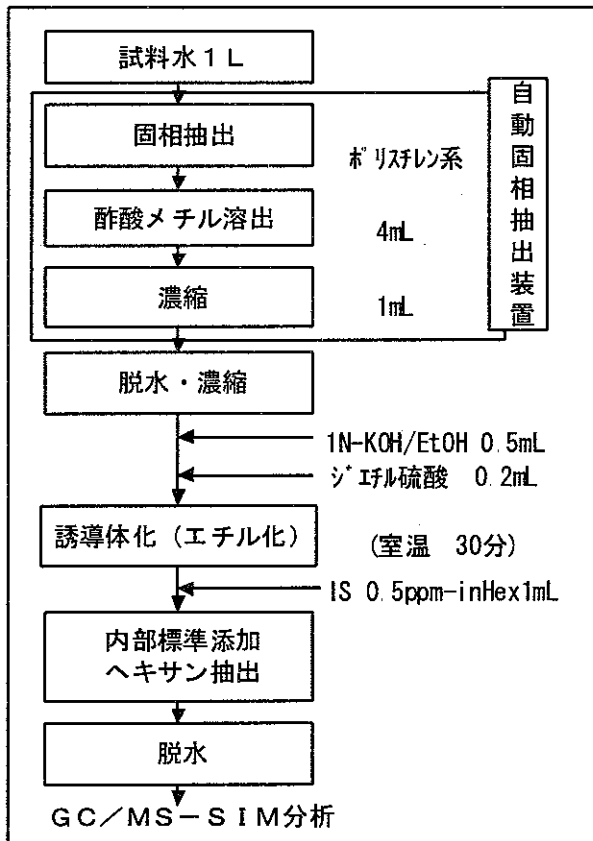 試料水１Ｌ
固相抽出
ﾎﾟﾘｽﾁﾚﾝ系
酢酸メチル溶出
4mL
濃縮
1mL
自動固相抽出装置
脱水・濃縮
1N-KOH/EtOH 0.5mL
ｼﾞｴﾁﾙ硫酸 0.2mL
誘導体化（エチル化）
(室温 30分)
IS 0.5ppm-inHex1mL
内部標準添加
ヘキサン抽出
脱水
ＧＣ／ＭＳ－ＳＩＭ分析